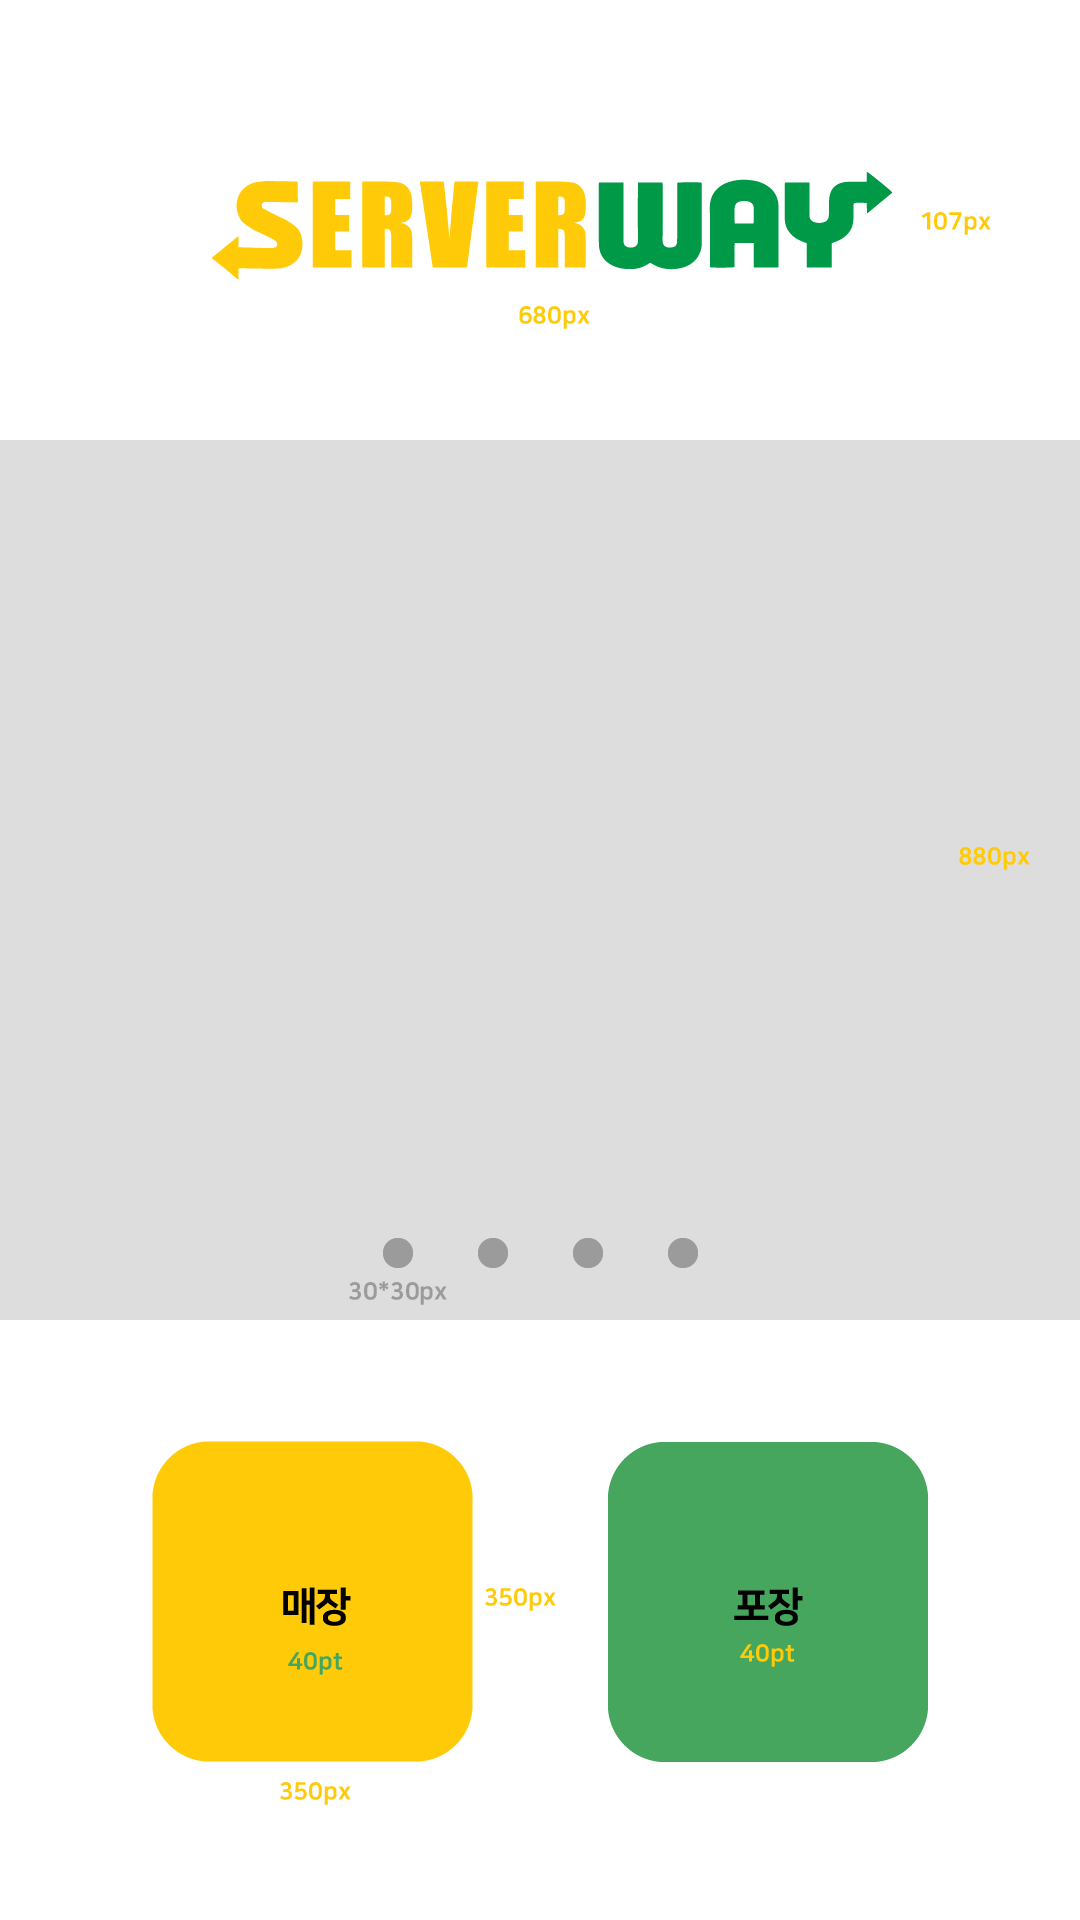 SERVERWAY
107px
680px
880px
30*30px
매장
350px
포장
40pt
40pt
350px